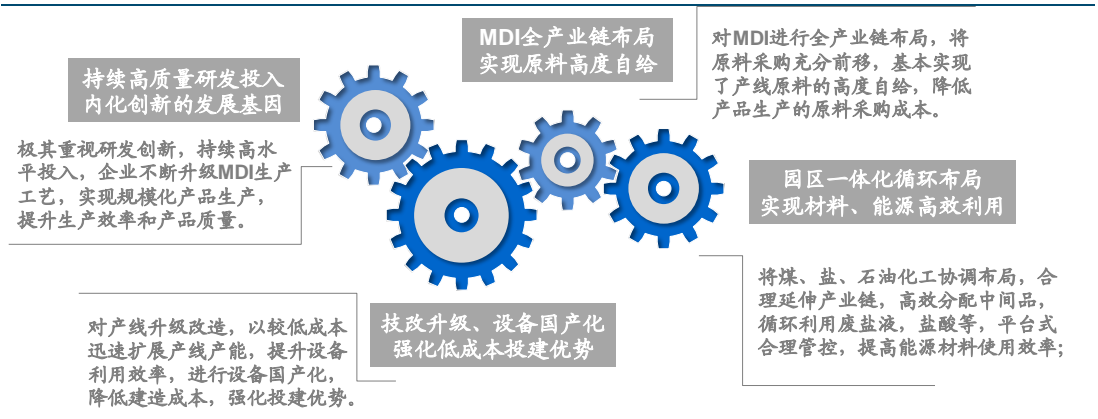 持续高质量研发投入
内化创新的发展基因
极其重视研发创新，持续高水
平投入，企业不断升级MDI生产
工艺，实现规模化产品生产，
提升生产效率和产品质量。
对产线升级改造，以较低成本
迅速扩展产线产能，提升设备
利用效率，进行设备国产化，
降低建造成本，强化投建优势。
技改升级、设备国产化
强化低成本投建优势
MDI全产业链布局
实现原料高度自给
对MDI进行全产业链布局，将
原料采购充分前移，基本实现
了产线原料的高度自给，降低
产品生产的原料采购成本。
园区一体化循环布局
实现材料、能源高效利用
将煤、盐、石油化工协调布局，合
理延伸产业链，高效分配中间品，
循环利用废盐液，盐酸等，平台式
合理管控，提高能源材料使用效率；